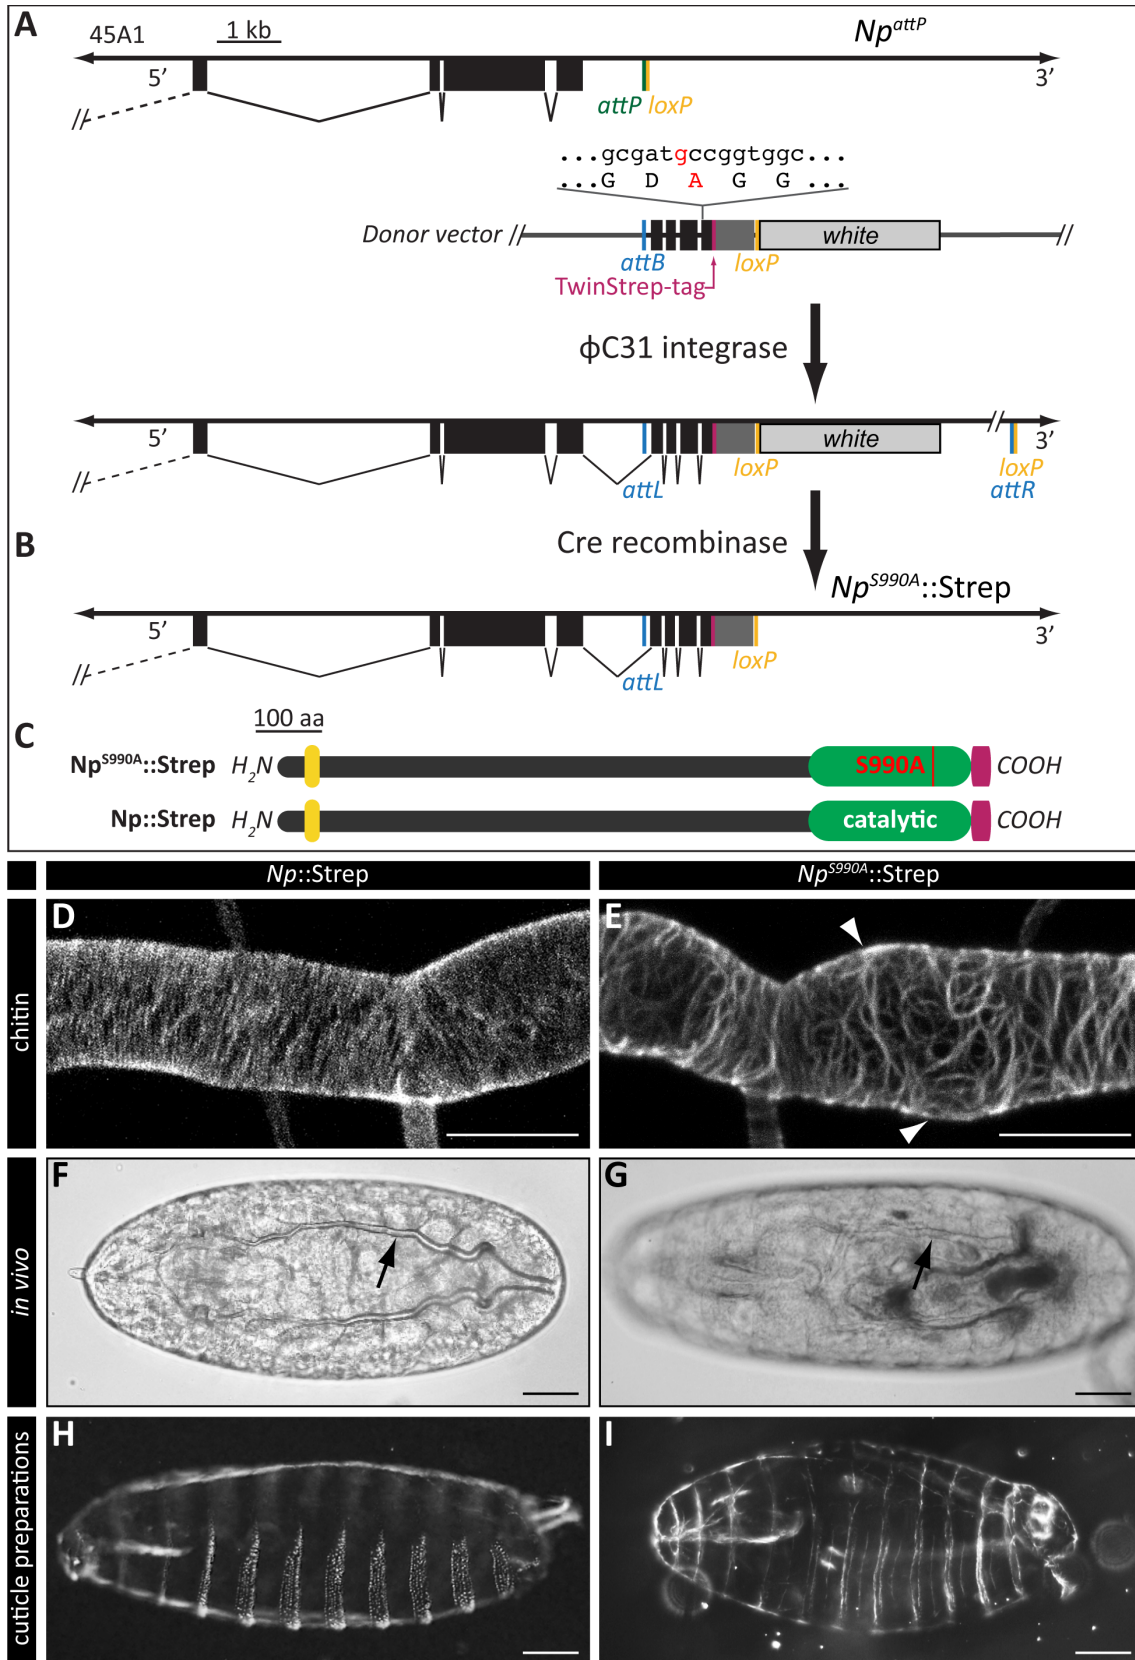 A
45A1
1 kb
Np^attP
5’
3’
//
attP loxP
...gcgatgccggtggc...
...G D A G G ...
Donor vector //
white
//
attB
loxP
TwinStrep-tag
ϕC31 integrase
//
5’
white
3’
//
loxP
loxP
attL
attR
B
Cre recombinase
Np^S990A::Strep
5’
3’
//
loxP
attL
C
100 aa
Np^S990A::Strep H₂N S990A COOH
Np::Strep H₂N catalytic COOH
Np::Strep
Np^S990A::Strep
chitin
D
E
in vivo
F
G
cuticle preparations
H
I